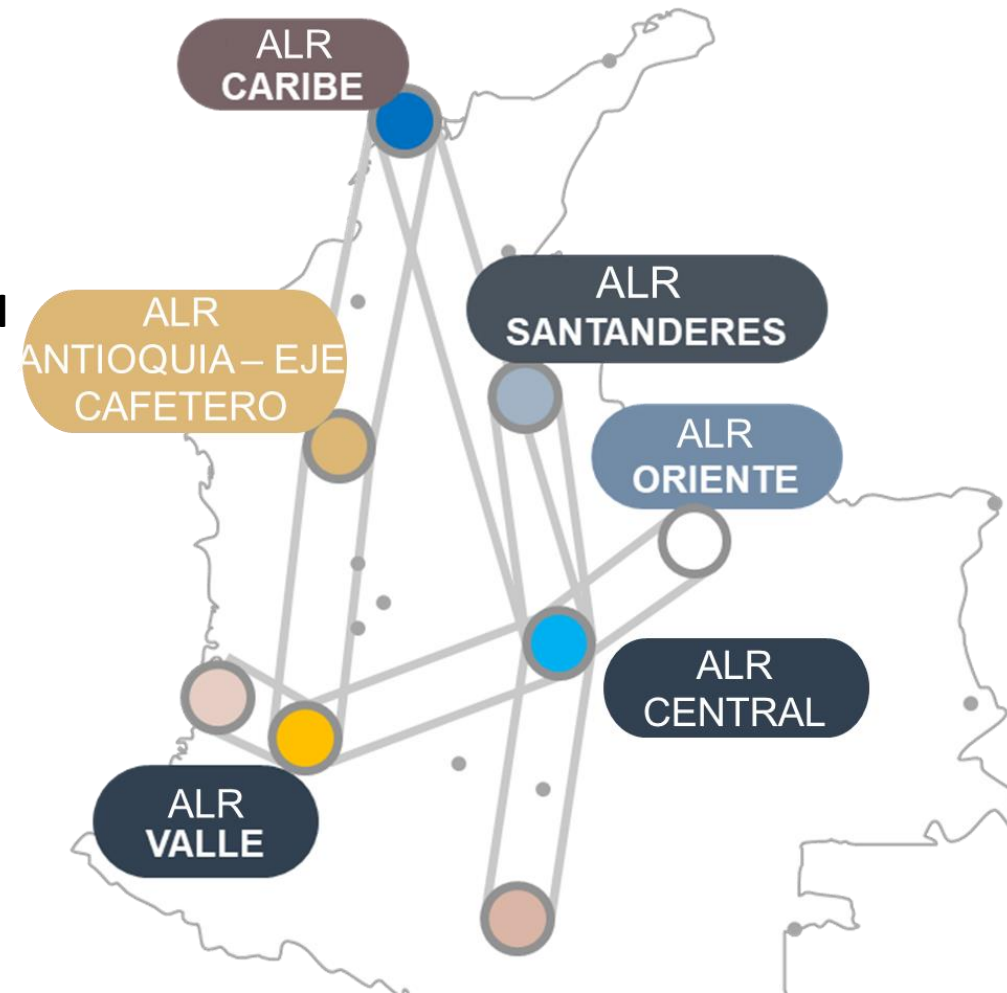 ALR
CARIBE
ALR
SANTANDERES
ALR
ANTIOQUIA – EJE
CAFETERO
ALR
ORIENTE
ALR
CENTRAL
ALR
VALLE